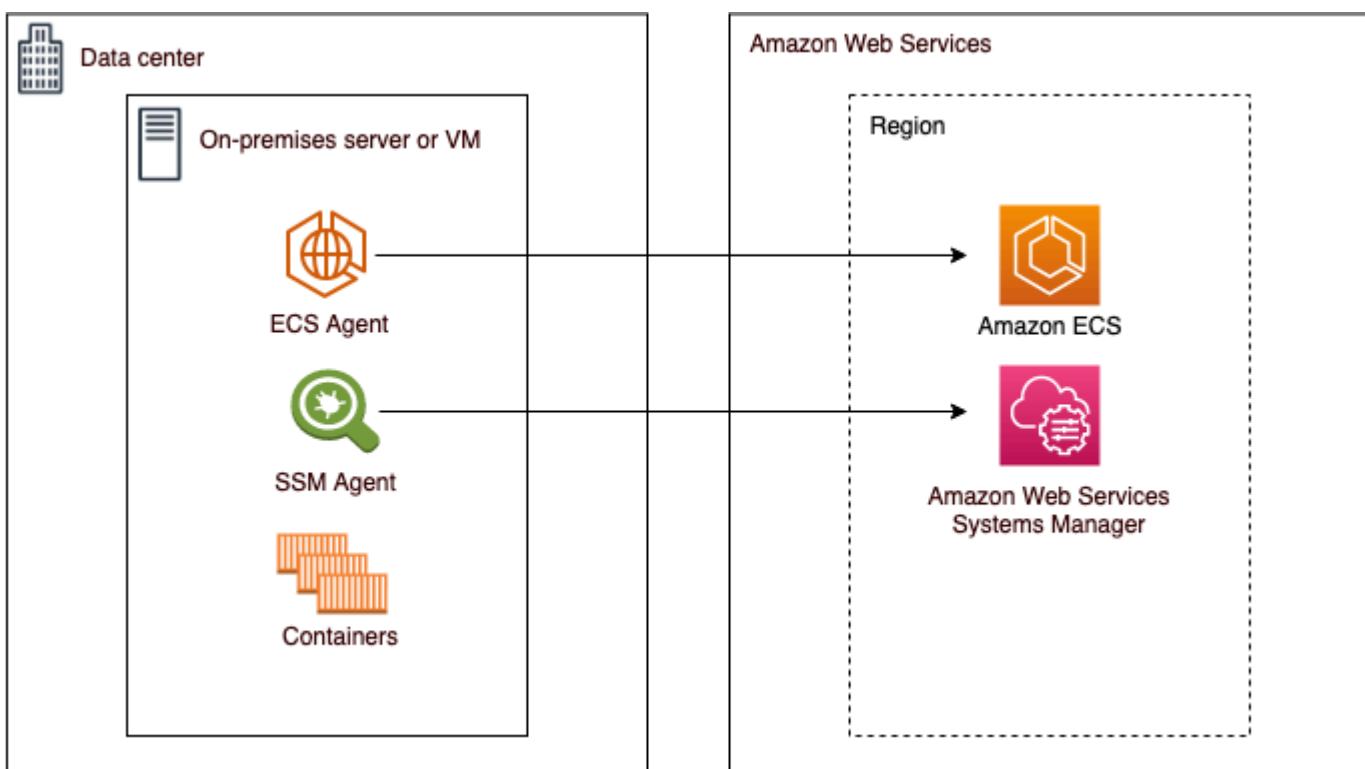 Data center
On-premises server or VM
ECS Agent
SSM Agent
Containers
Amazon Web Services
Region
Amazon ECS
Amazon Web Services
Systems Manager